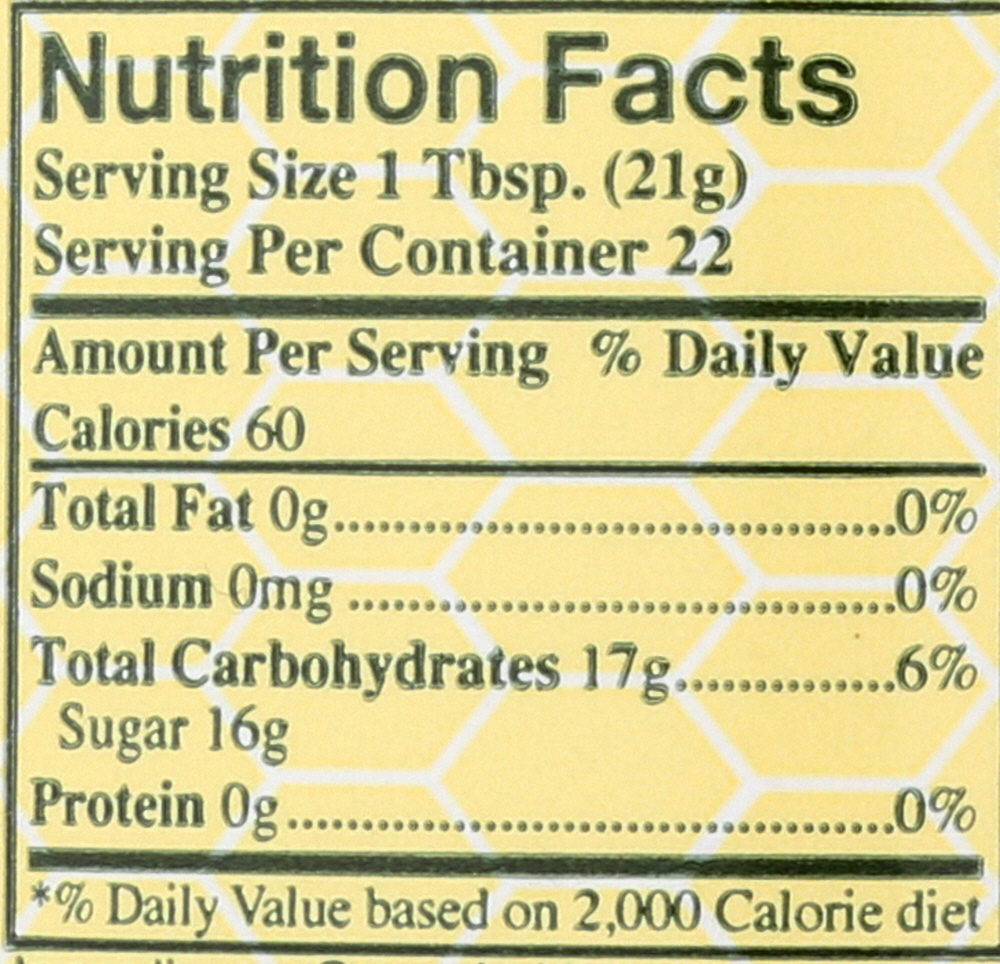 Nutrition Facts
Serving Size 1 Tbsp. (21g)
Serving Per Container 22
Amount Per Serving % Daily Value
Calories 60
Total Fat 0g..........................................0%
Sodium 0mg ........................................0%
Total Carbohydrates 17g................6%
Sugar 16g
Protein 0g.............................................0%
*% Daily Value based on 2,000 Calorie diet